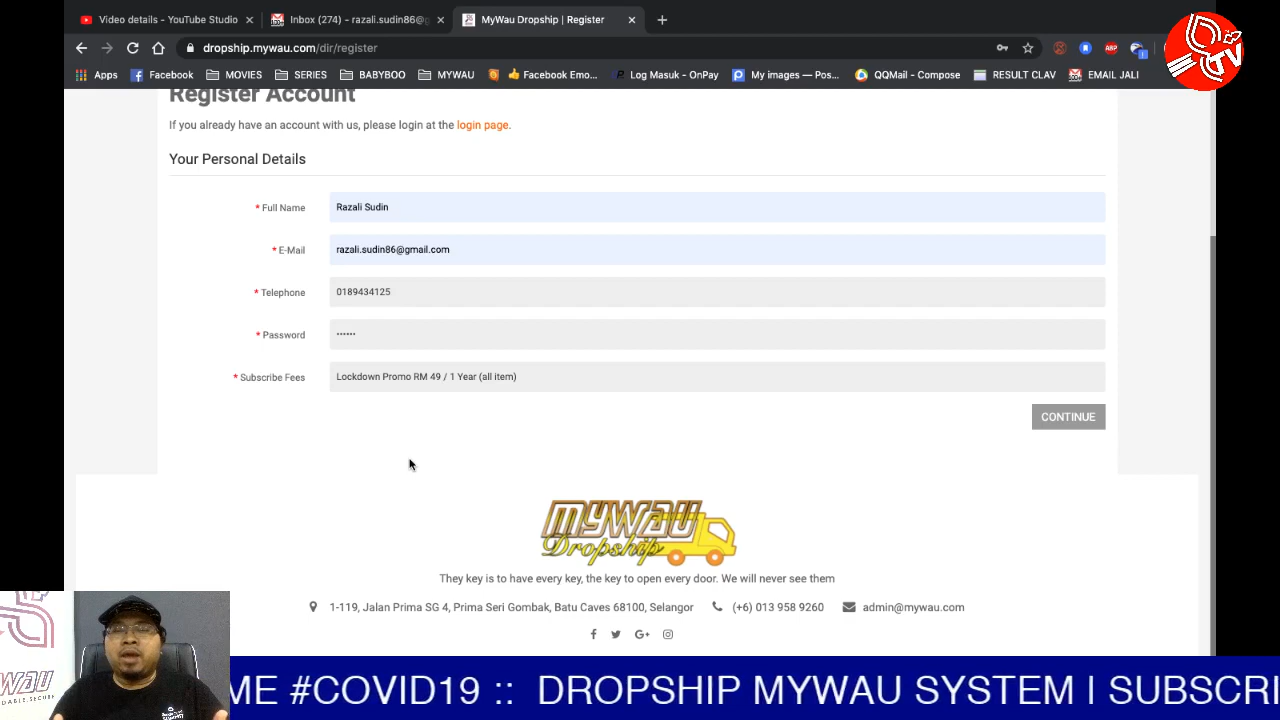 Video details - YouTube Studio
Inbox (274) - razali.sudin86@g
MyWau Dropship | Register
dropship.mywau.com/dir/register
Apps
Facebook
MOVIES
SERIES
BABYBOO
MYWAU
👍Facebook Emo...
Log Masuk - OnPay
My images — Pos...
QQMail - Compose
RESULT CLAV
EMAIL JALI
Register Account
If you already have an account with us, please login at the login page.
Your Personal Details
* Full Name
Razali Sudin
* E-Mail
razali.sudin86@gmail.com
* Telephone
0189434125
* Password
••••••
* Subscribe Fees
Lockdown Promo RM 49 / 1 Year (all item)
CONTINUE
MYWAU
Dropship
They key is to have every key, the key to open every door. We will never see them
1-119, Jalan Prima SG 4, Prima Seri Gombak, Batu Caves 68100, Selangor
(+6) 013 958 9260
admin@mywau.com
ME #COVID19 :: DROPSHIP MYWAU SYSTEM | SUBSCRI